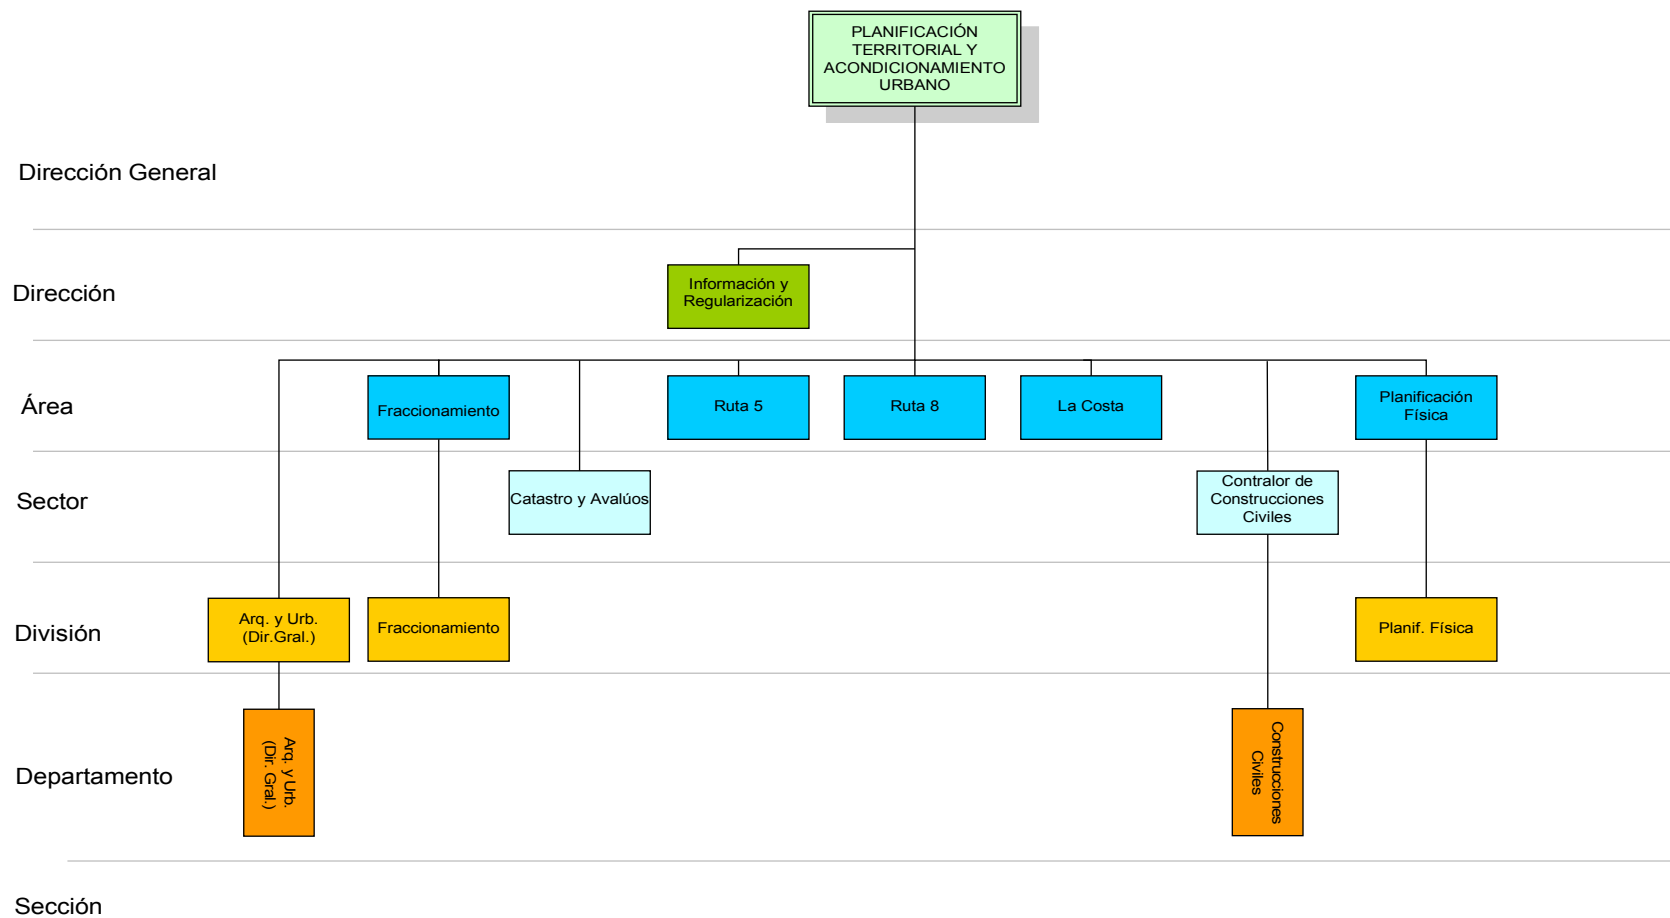 PLANIFICACIÓN
TERRITORIAL Y
ACONDICIONAMIENTO
URBANO
Dirección General
Dirección
Información y
Regularización
Área
Fraccionamiento
Ruta 5
Ruta 8
La Costa
Planificación
Física
Sector
Catastro y Avalúos
Contralor de
Construcciones
Civiles
División
Arq. y Urb.
(Dir.Gral.)
Fraccionamiento
Planif. Física
Departamento
Arq. y Urb.
(Dir. Gral.)
Construcciones
Civiles
Sección